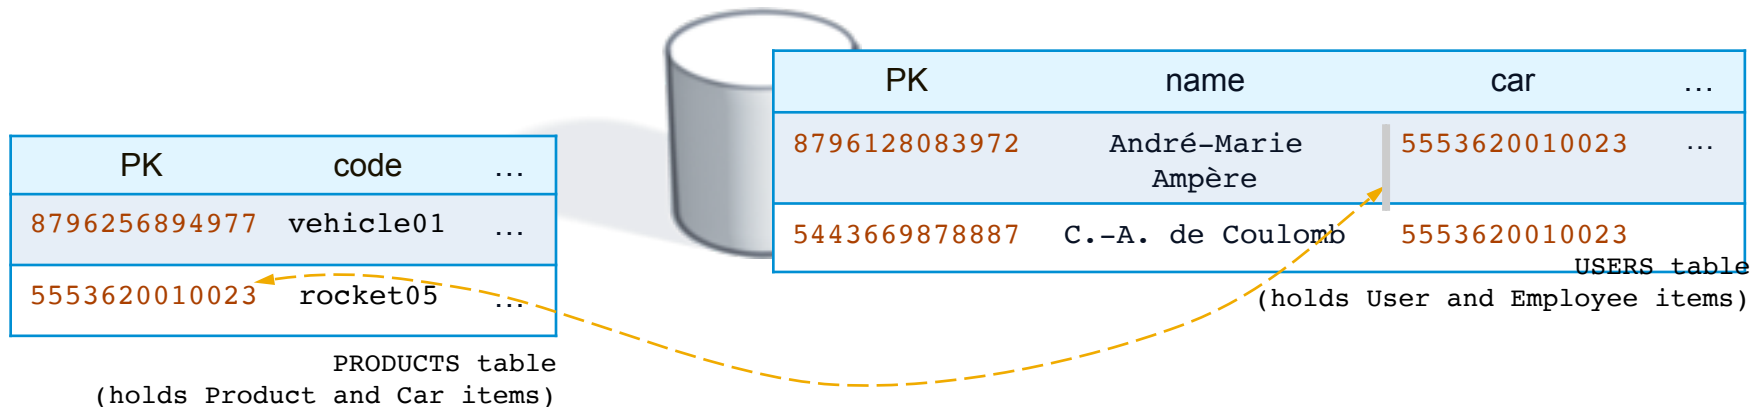 PK name car …
8796128083972 André-Marie 5553620010023 …
Ampère
5443669878887 C.-A. de Coulomb 5553620010023
USERS table
(holds User and Employee items)
PK code …
8796256894977 vehicle01 …
5553620010023 rocket05 …
PRODUCTS table
(holds Product and Car items)